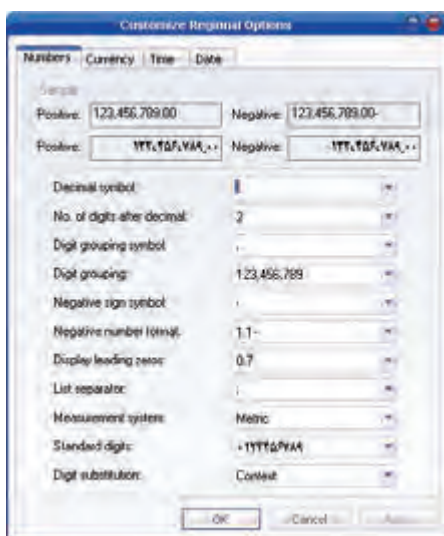 Customize Regional Options
Numbers Currency Time Date
Sample
Positive: 123,456,789.00 Negative: 123,456,789.00-
Positive: Negative:
Decimal symbol:
No. of digits after decimal: 2
Digit grouping symbol:
Digit grouping: 123,456,789
Negative sign symbol:
Negative number format: 1.1-
Display leading zeros: 0.7
List separator:
Measurement system: Metric
Standard digits: ۰۱۲۳۴۵۶۷۸۹
Digit substitution: Context
OK Cancel Apply